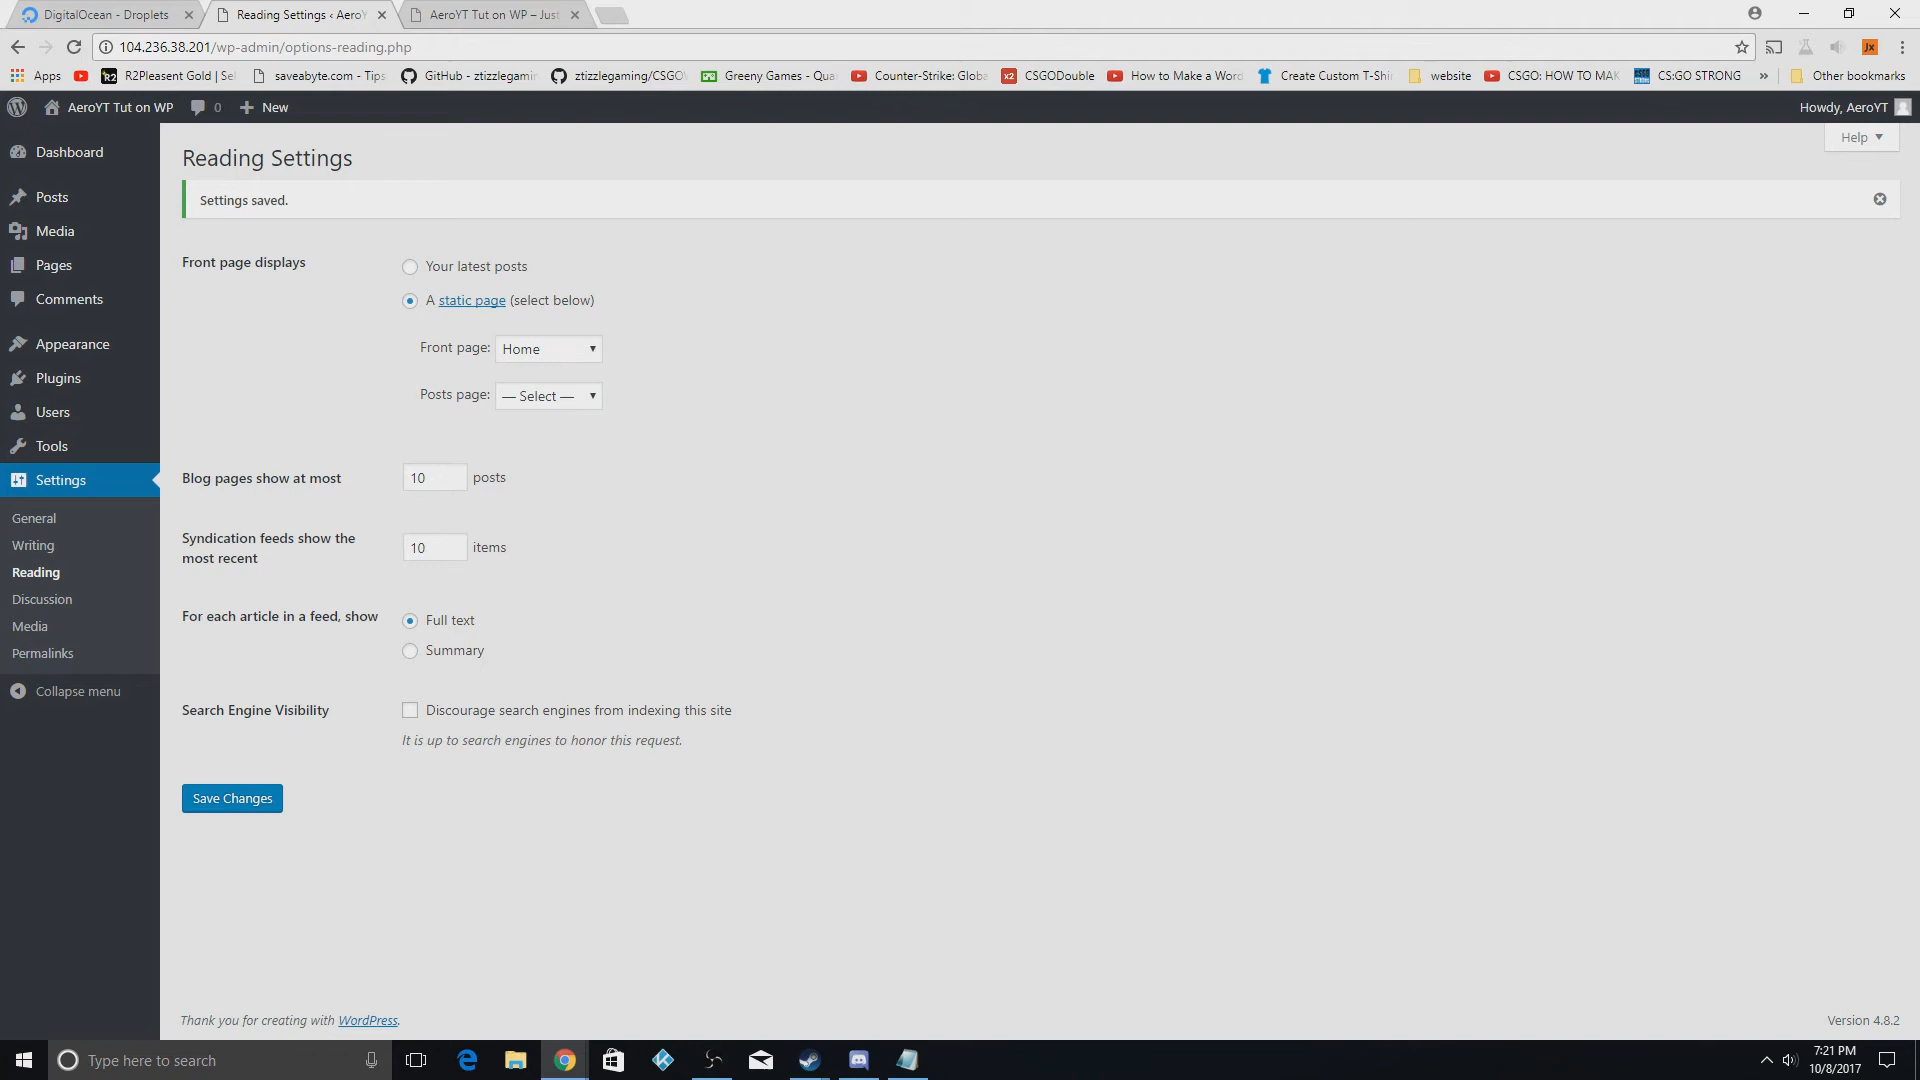 DigitalOcean - Droplets
Reading Settings ‹ AeroY
AeroYT Tut on WP – Just
104.236.38.201/wp-admin/options-reading.php
Apps
R2Pleasent Gold | Se
saveabyte.com - Tips
GitHub - ztizzlegamin
ztizzlegaming/CSGO
Greeny Games - Qua
Counter-Strike: Globa
x2 CSGODouble
How to Make a Word
Create Custom T-Shir
website
CSGO: HOW TO MAK
CS:GO STRONG
»
Other bookmarks
Jx
R2
AeroYT Tut on WP
0
New
Howdy, AeroYT
Dashboard
Posts
Media
Pages
Comments
Appearance
Plugins
Users
Tools
Settings
General
Writing
Reading
Discussion
Media
Permalinks
Collapse menu
Help
Reading Settings
Settings saved.
Front page displays
Your latest posts
A static page (select below)
Front page: Home
Posts page: — Select —
Blog pages show at most 10 posts
Syndication feeds show the
most recent
10 items
For each article in a feed, show
Full text
Summary
Search Engine Visibility
Discourage search engines from indexing this site
It is up to search engines to honor this request.
Save Changes
Thank you for creating with WordPress.
Version 4.8.2
Type here to search
7:21 PM
10/8/2017